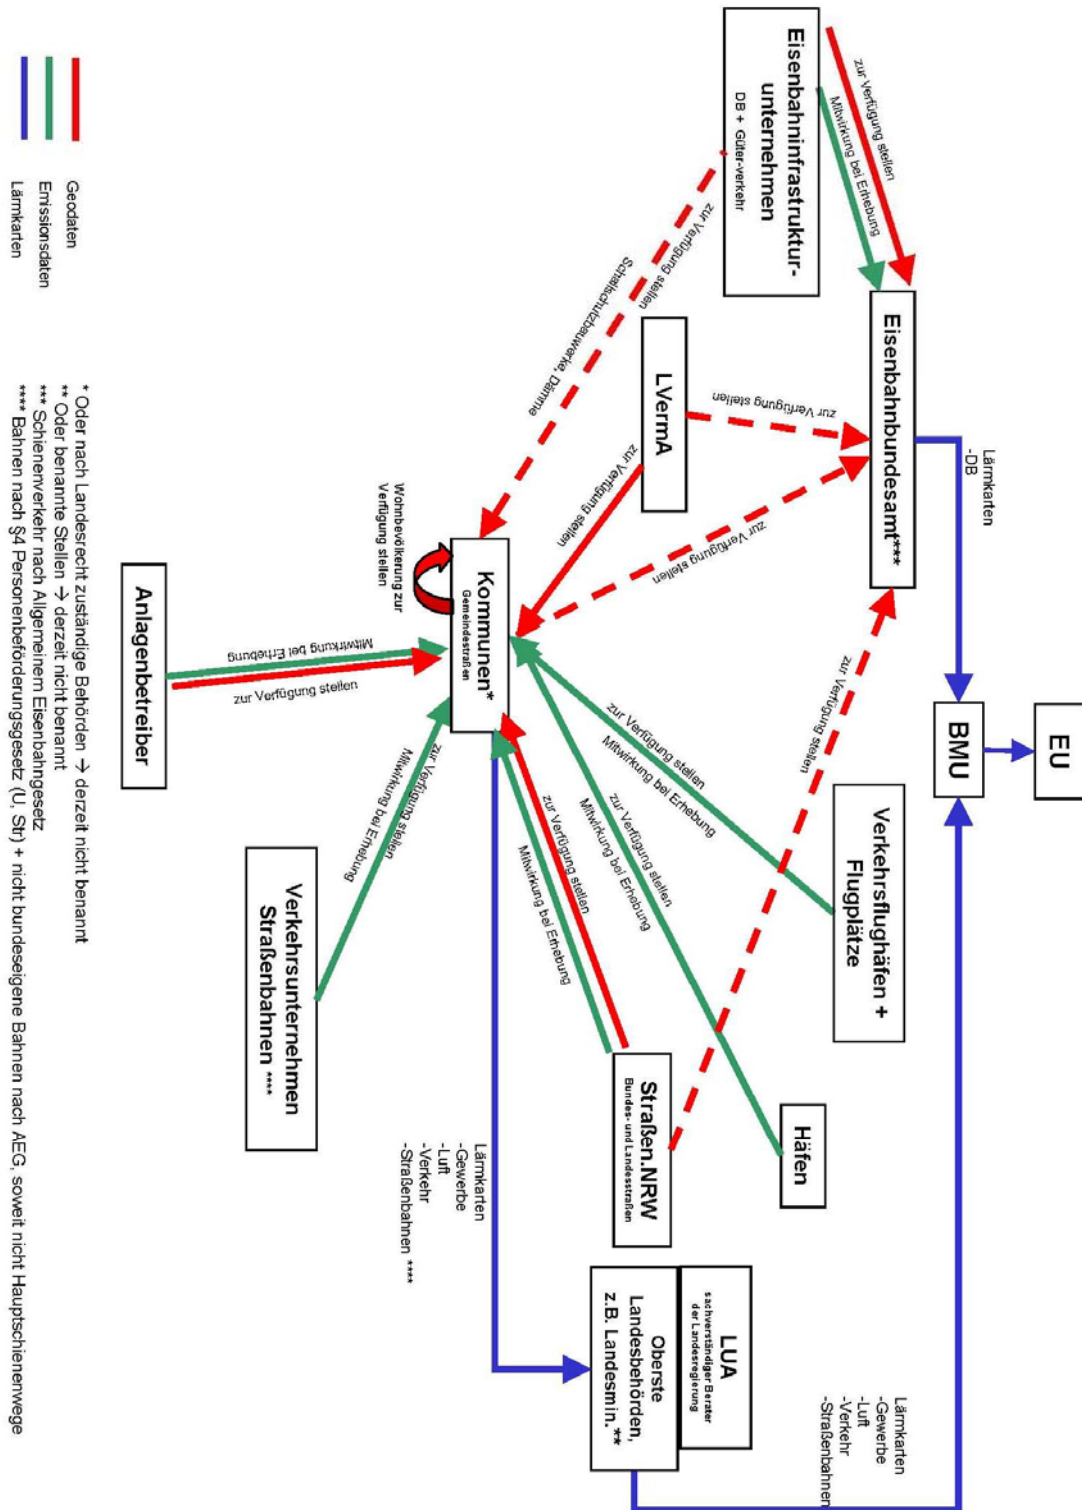 EU
BMU
Lärmkarten
-DB
Lärmkarten
-Gewerbe
-Luft
-Verkehr
-Straßenbahnen
Eisenbahninfrastruktur-
unternehmen
DB + Güter-verkehr
zur Verfügung stellen
Mitwirkung bei Erhebung
Eisenbahnbundesamt***
Verkehrsflughäfen +
Flugplätze
Häfen
LUA
sachverständiger Berater
der Landesregierung
Oberste
Landesbehörden,
z.B. Landesmin. **
LVermA
zur Verfügung stellen
zur Verfügung stellen
zur Verfügung stellen
zur Verfügung stellen
zur Verfügung stellen
Schallschutzbauwerke, Dämme
zur Verfügung stellen
Mitwirkung bei Erhebung
zur Verfügung stellen
Mitwirkung bei Erhebung
Straßen.NRW
Bundes- und Landesstraßen
zur Verfügung stellen
Mitwirkung bei Erhebung
Wohnbevölkerung zur
Verfügung stellen
Kommunen*
Gemeindestraßen
Lärmkarten
-Gewerbe
-Luft
-Verkehr
-Straßenbahnen ****
Mitwirkung bei Erhebung
zur Verfügung stellen
zur Verfügung stellen
Mitwirkung bei Erhebung
Anlagenbetreiber
Verkehrsunternehmen
Straßenbahnen ****
Geodaten
Emissionsdaten
Lärmkarten
* Oder nach Landesrecht zuständige Behörden → derzeit nicht benannt
** Oder benannte Stellen → derzeit nicht benannt
*** Schienenverkehr nach Allgemeinem Eisenbahngesetz
**** Bahnen nach §4 Personenbeförderungsgesetz (U, Str) + nicht bundeseigene Bahnen nach AEG, soweit nicht Hauptschienenwege